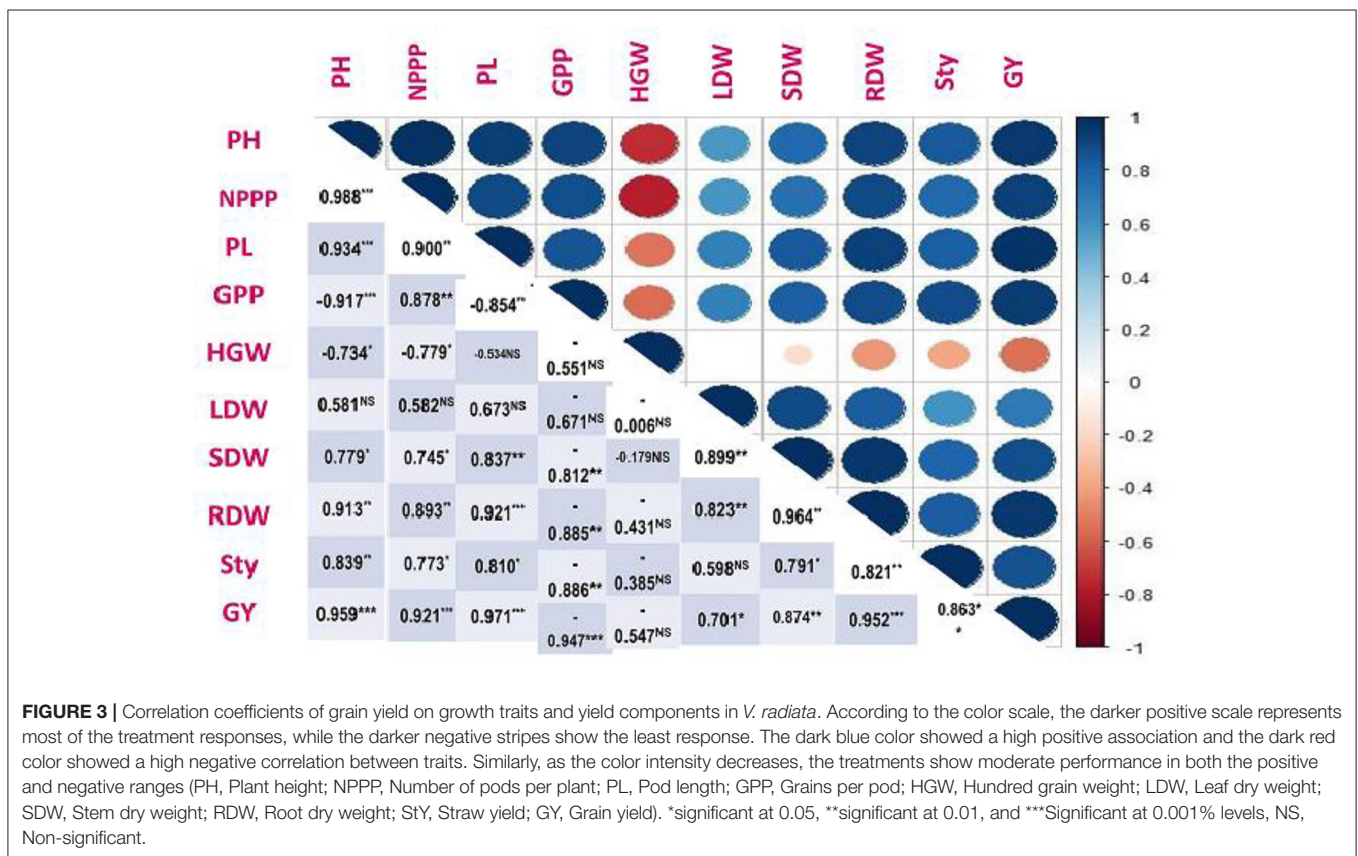 PH NPPP PL GPP HGW LDW SDW RDW Sty GY
PH
NPPP 0.988***
PL 0.934*** 0.900**
GPP -0.917*** 0.878** -0.854**
HGW -0.734* -0.779* -0.534NS - 0.551NS
LDW 0.581NS 0.582NS 0.673NS - 0.671NS - 0.006NS
SDW 0.779* 0.745* 0.837** - 0.812** -0.179NS 0.899**
RDW 0.913** 0.893** 0.921*** - 0.885** - 0.431NS 0.823** 0.964**
Sty 0.839** 0.773* 0.810* - 0.886** - 0.385NS 0.598NS 0.791* 0.821**
GY 0.959*** 0.921*** 0.971*** - 0.947*** - 0.547NS 0.701* 0.874** 0.952*** 0.863* *
1
0.8
0.6
0.4
0.2
0
-0.2
-0.4
-0.6
-0.8
-1
FIGURE 3 | Correlation coefficients of grain yield on growth traits and yield components in V. radiata. According to the color scale, the darker positive scale represents
most of the treatment responses, while the darker negative stripes show the least response. The dark blue color showed a high positive association and the dark red
color showed a high negative correlation between traits. Similarly, as the color intensity decreases, the treatments show moderate performance in both the positive
and negative ranges (PH, Plant height; NPPP, Number of pods per plant; PL, Pod length; GPP, Grains per pod; HGW, Hundred grain weight; LDW, Leaf dry weight;
SDW, Stem dry weight; RDW, Root dry weight; StY, Straw yield; GY, Grain yield). *significant at 0.05, **significant at 0.01, and ***Significant at 0.001% levels, NS,
Non-significant.